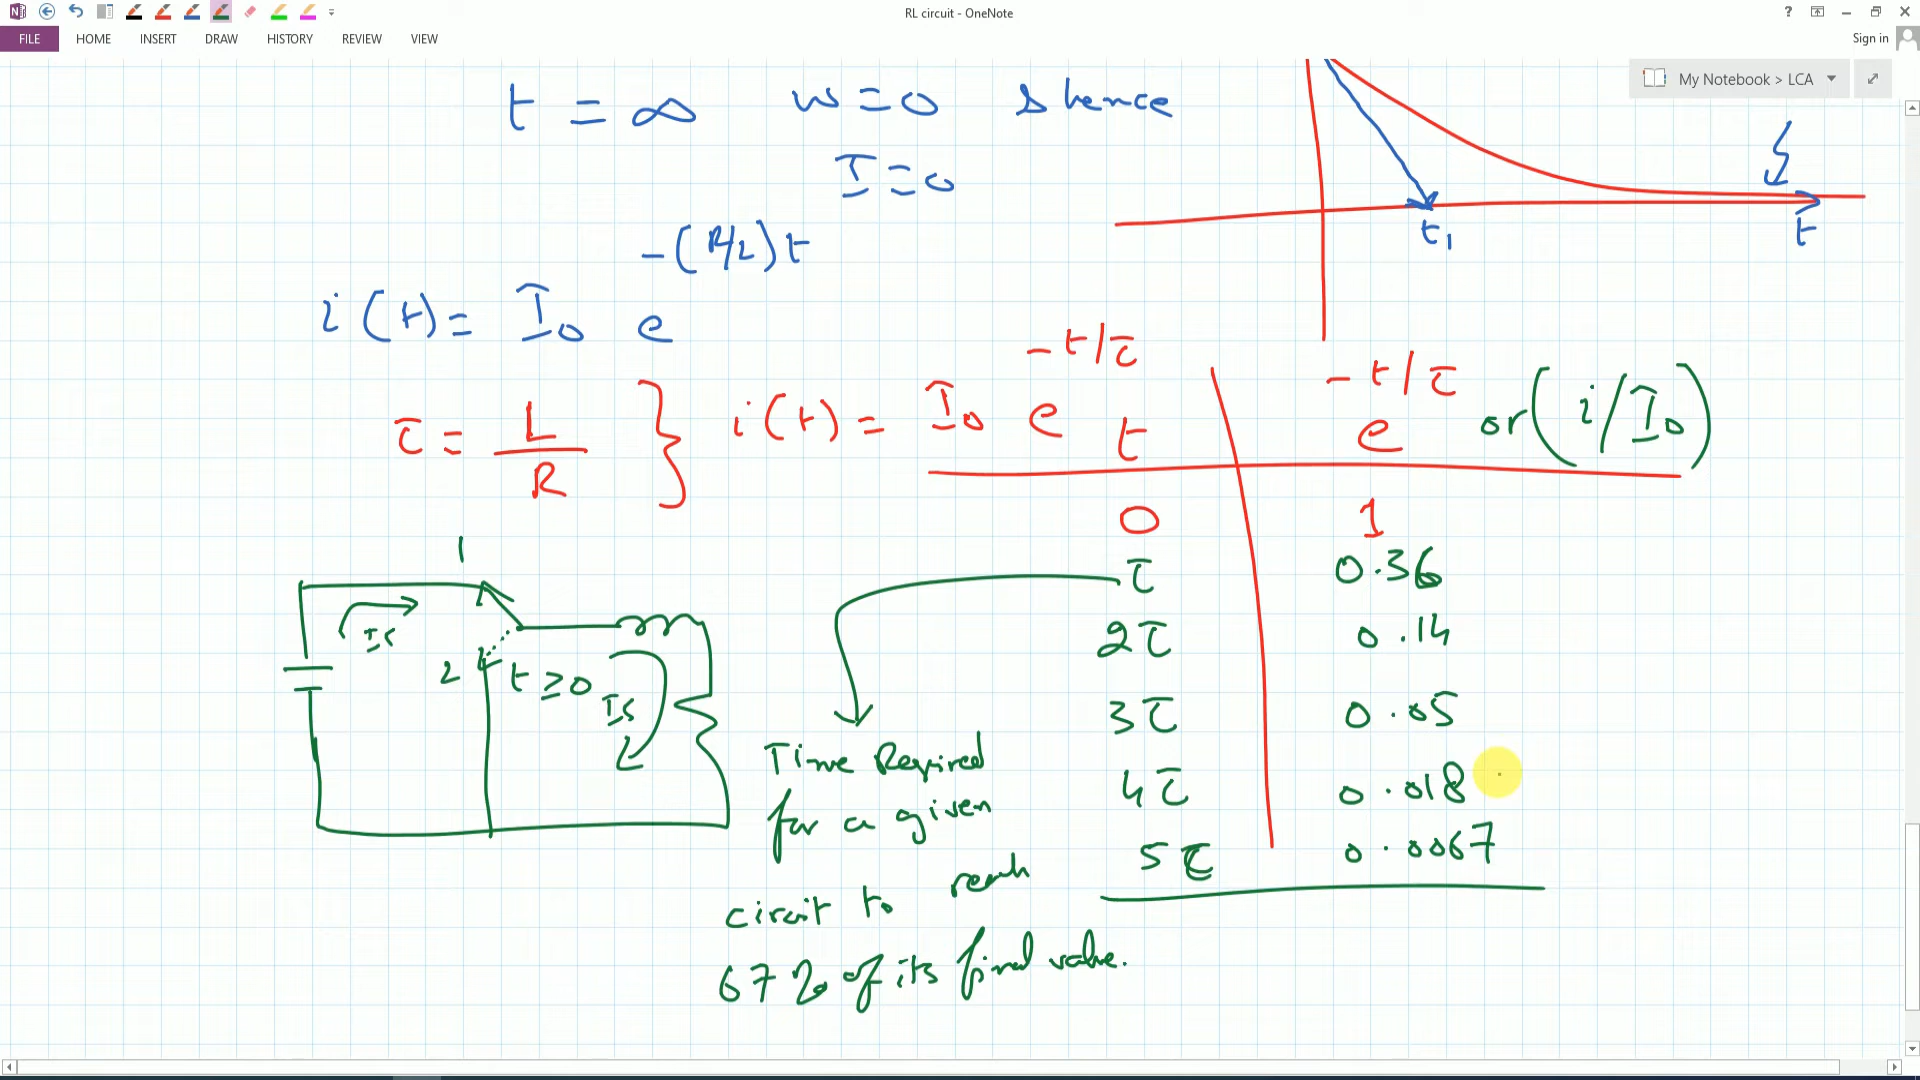 RL circuit - OneNote
FILE HOME INSERT DRAW HISTORY REVIEW VIEW
Sign in
My Notebook > LCA
t = ∞ w = 0 & hence
I = 0
t₁ t
i(t) = I₀ e^-(R/L)t
τ = L/R } i(t) = I₀ e^-t/τ
t e^-t/τ or (i/I₀)
0 1
τ 0.36
2τ 0.14
3τ 0.05
4τ 0.018
5τ 0.0067
1
Is
2 t ≥ 0
Is
Time Required
for a given
circuit to reach
67% of its final value.